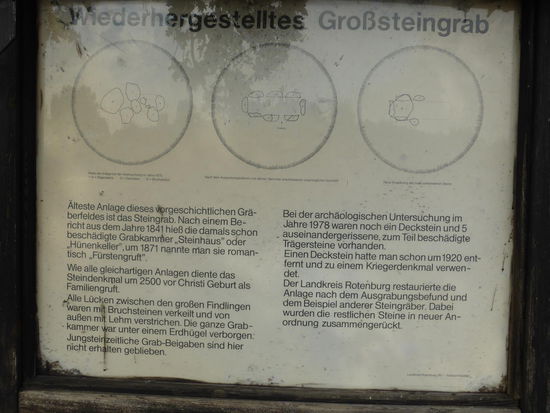 Wiederhergestelltes Großsteingrab
Älteste Anlage dieses vorgeschichtlichen Grä-
berfeldes ist das Steingrab. Nach einem Be-
richt aus dem Jahre 1841 hieß die damals schon
beschädigte Grabkammer „Steinhaus" oder
„Hünenkeller", um 1871 nannte man sie roman-
tisch „Fürstengruft".
Wie alle gleichartigen Anlagen diente das
Steindenkmal um 2500 vor Christi Geburt als
Familiengruft.
Alle Lücken zwischen den großen Findlingen
waren mit Bruchsteinen verkeilt und von
außen mit Lehm verstrichen. Die ganze Grab-
kammer war unter einem Erdhügel verborgen.
Jungsteinzeitliche Grab-Beigaben sind hier
nicht erhalten geblieben.
Bei der archäologischen Untersuchung im
Jahre 1978 waren noch ein Deckstein und 5
auseinandergerissene, zum Teil beschädigte
Trägersteine vorhanden.
Einen Deckstein hatte man schon um 1920 ent-
fernt und zu einem Kriegerdenkmal verwen-
det.
Der Landkreis Rotenburg restaurierte die
Anlage nach dem Ausgrabungsbefund und
dem Beispiel anderer Steingräber. Dabei
wurden die restlichen Steine in neuer An-
ordnung zusammengerückt.